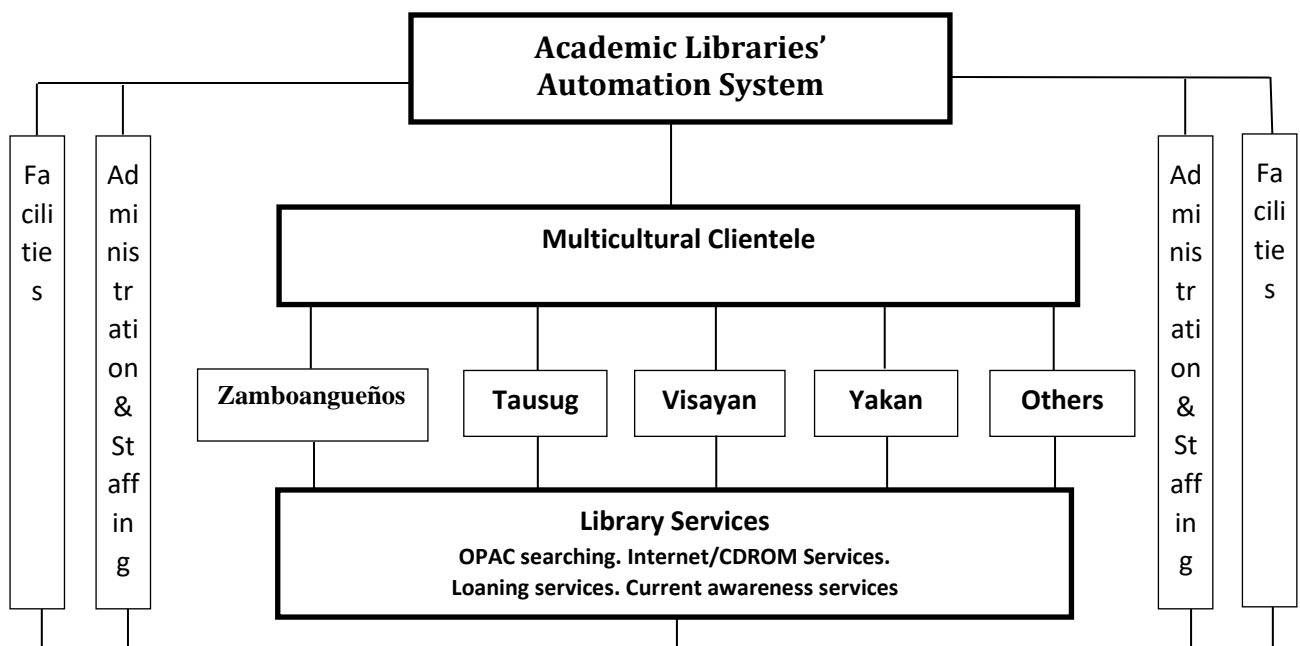 Academic Libraries’
Automation System
Fa
cili
tie
s
Ad
mi
nis
tr
ati
on
&
St
aff
in
g
Multicultural Clientele
Zamboangueños
Tausug
Visayan
Yakan
Others
Library Services
OPAC searching. Internet/CDROM Services.
Loaning services. Current awareness services
Ad
mi
nis
tr
ati
on
&
St
aff
in
g
Fa
cili
tie
s